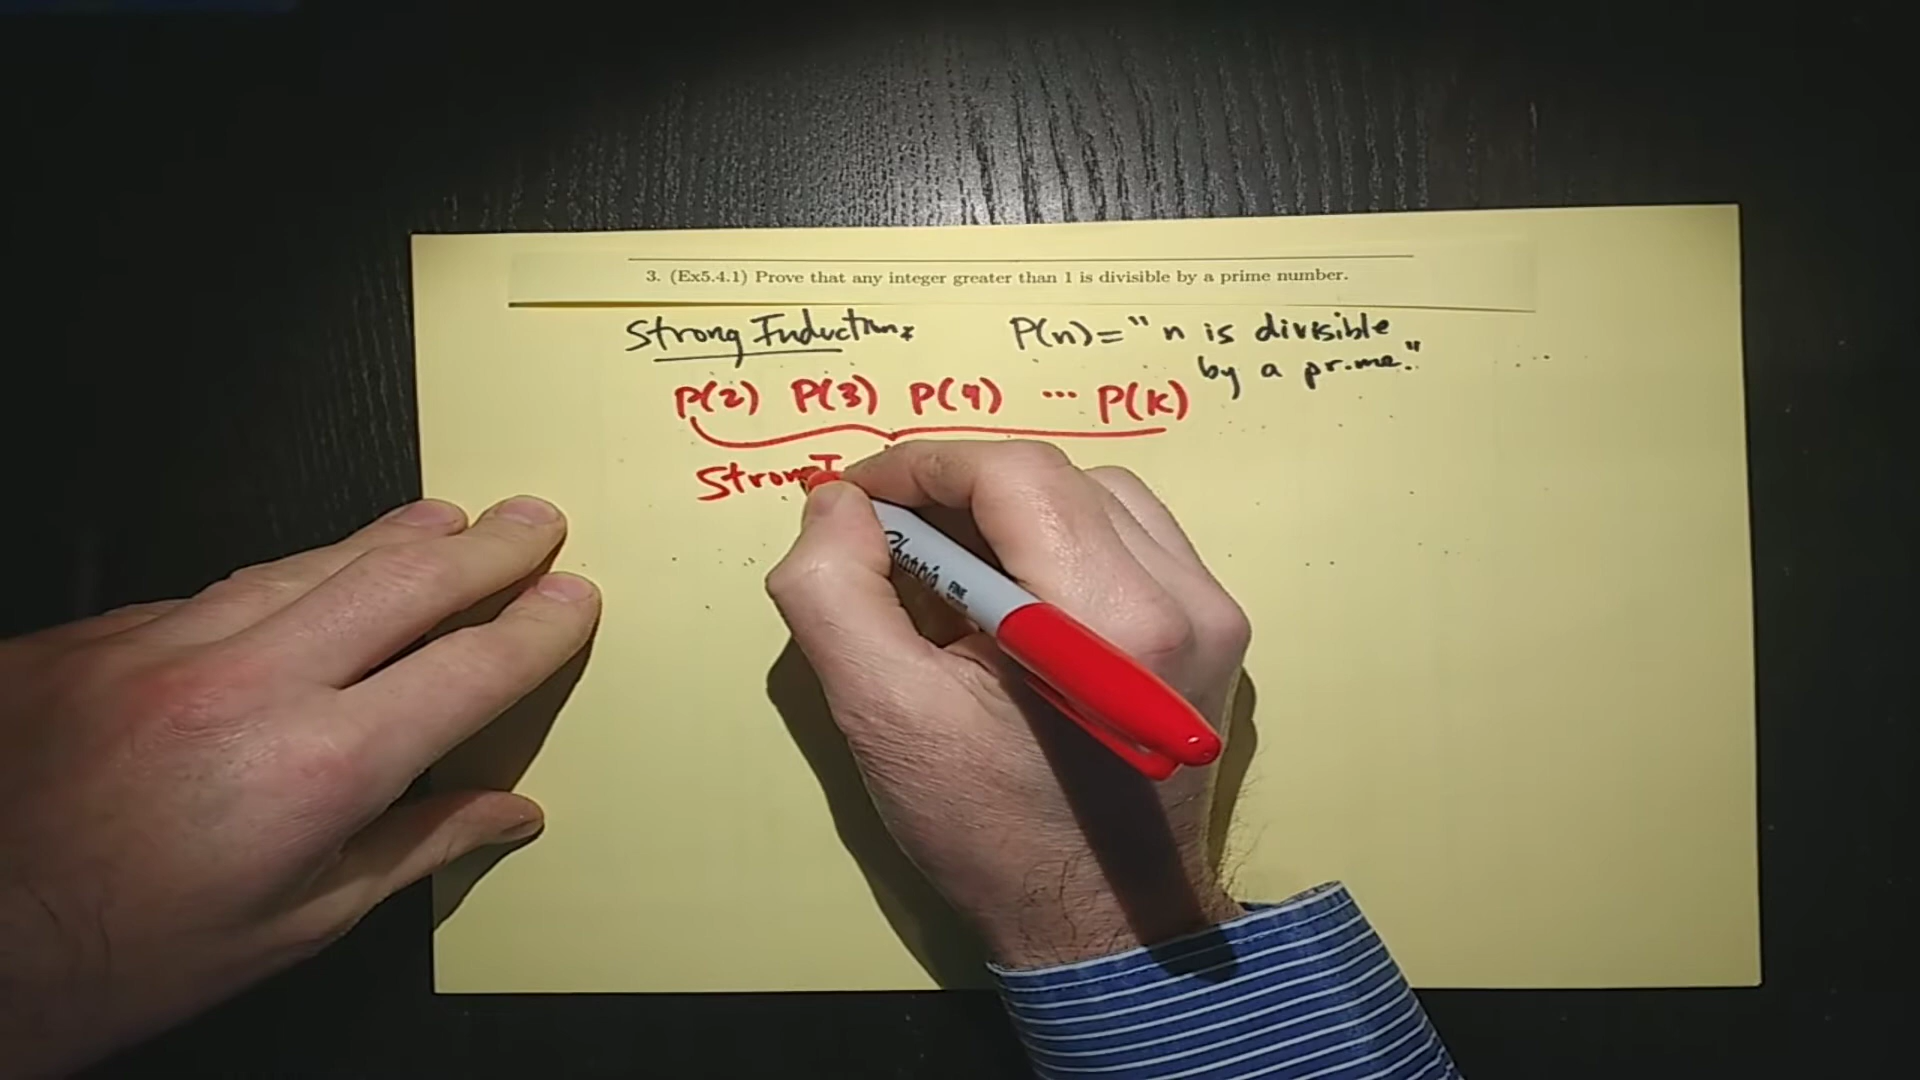 3. (Ex5.4.1) Prove that any integer greater than 1 is divisible by a prime number.
Strong Induction: P(n)= "n is divisible
by a prime."
P(2) P(3) P(4) ... P(k)
Strong I
Sharpie
FINE